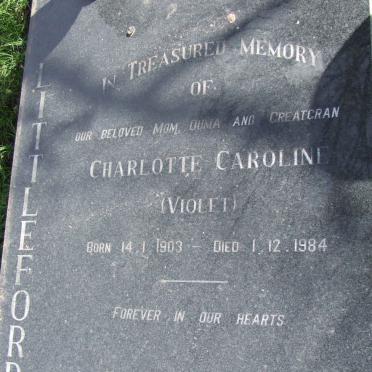 LITTLEFORD
IN TREASURED MEMORY
OF
OUR BELOVED MOM, OUMA AND GREATGRAN
CHARLOTTE CAROLINE
(VIOLET)
BORN 14.1.1903 – DIED 1.12.1984
FOREVER IN OUR HEARTS